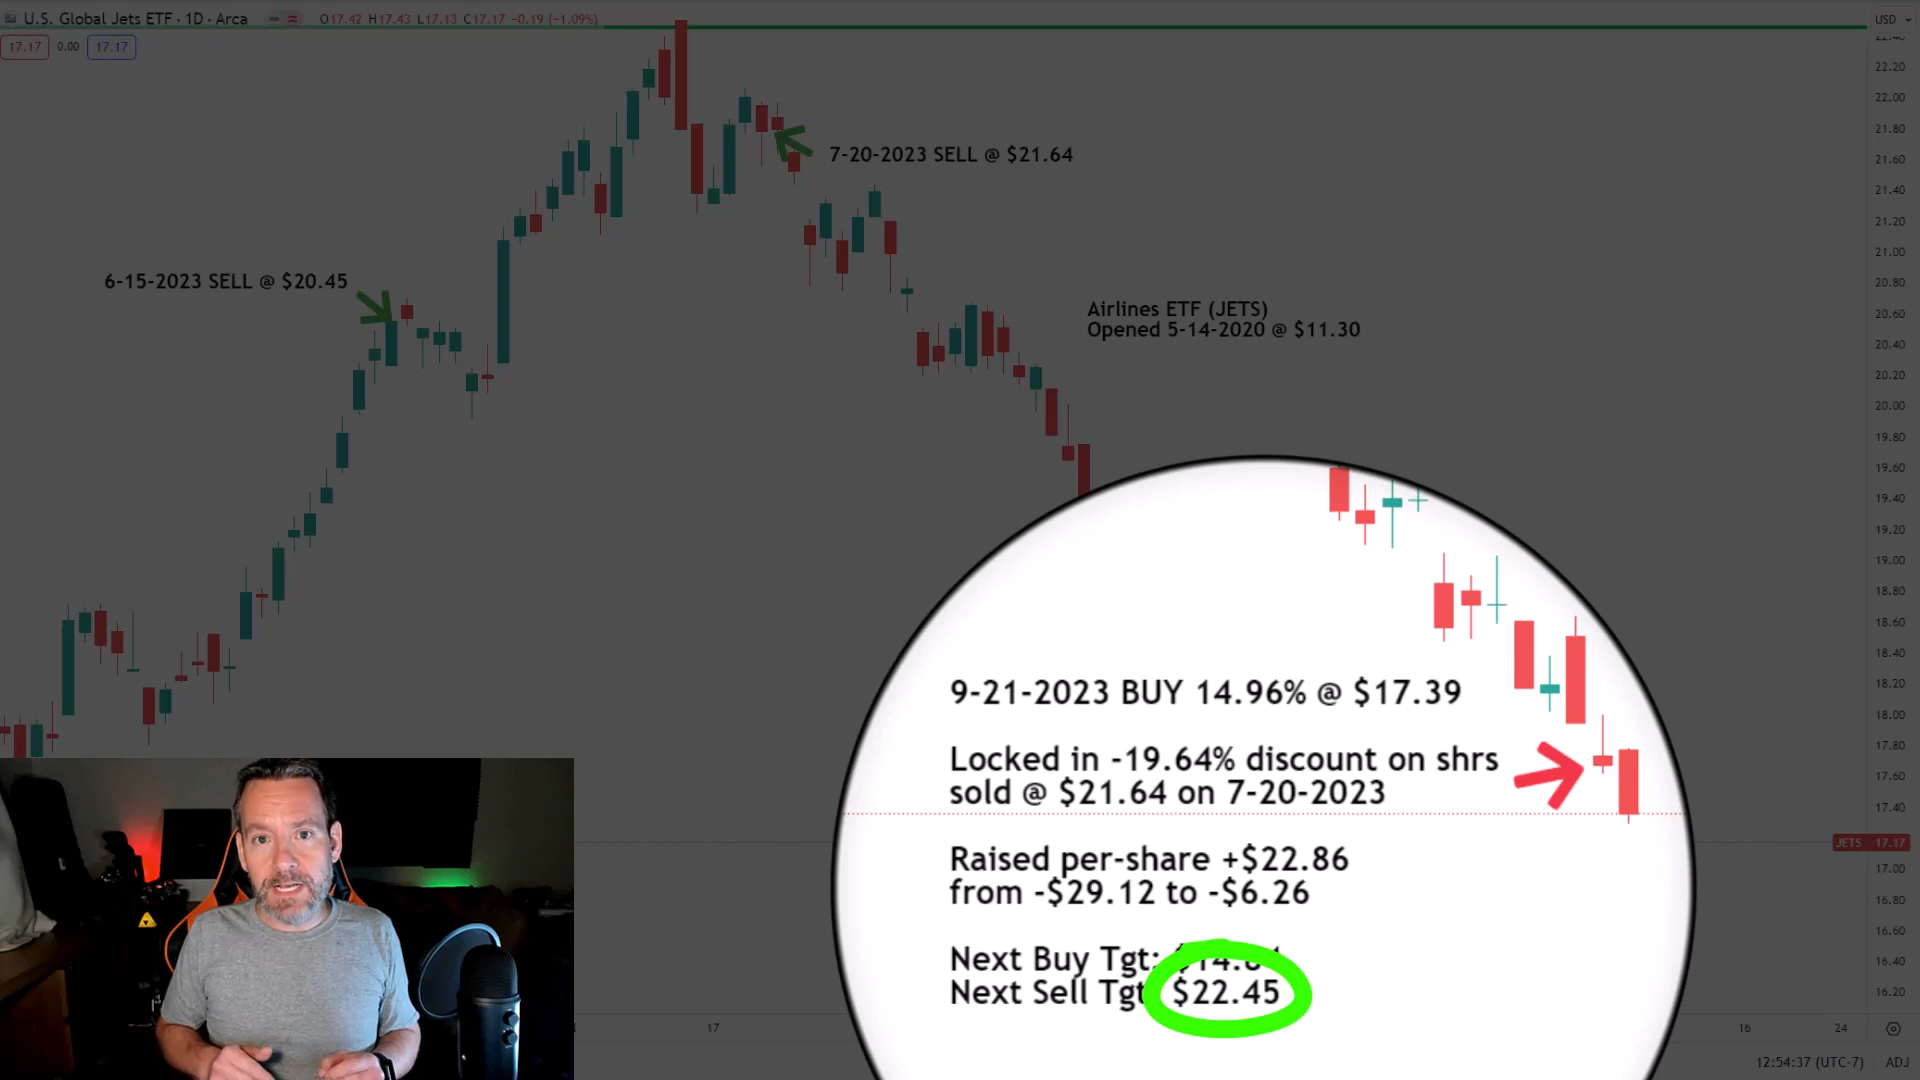 U.S. Global Jets ETF · 1D · Arca O17.42 H17.43 L17.13 C17.17 −0.19 (−1.09%)
USD
17.17 0.00 17.17
22.20
22.00
21.80
7-20-2023 SELL @ $21.64
21.60
21.40
21.20
21.00
6-15-2023 SELL @ $20.45
20.80
Airlines ETF (JETS)
Opened 5-14-2020 @ $11.30
20.60
20.40
20.20
20.00
19.80
19.60
19.40
19.20
19.00
18.80
18.60
18.40
18.20
18.00
17.80
17.60
17.40
9-21-2023 BUY 14.96% @ $17.39
Locked in -19.64% discount on shrs
sold @ $21.64 on 7-20-2023
JETS 17.17
Raised per-share +$22.86
from -$29.12 to -$6.26
17.00
16.80
16.60
16.40
16.20
Next Buy Tgt:
Next Sell Tgt $22.45
17 16 24
12:54:37 (UTC-7) ADJ